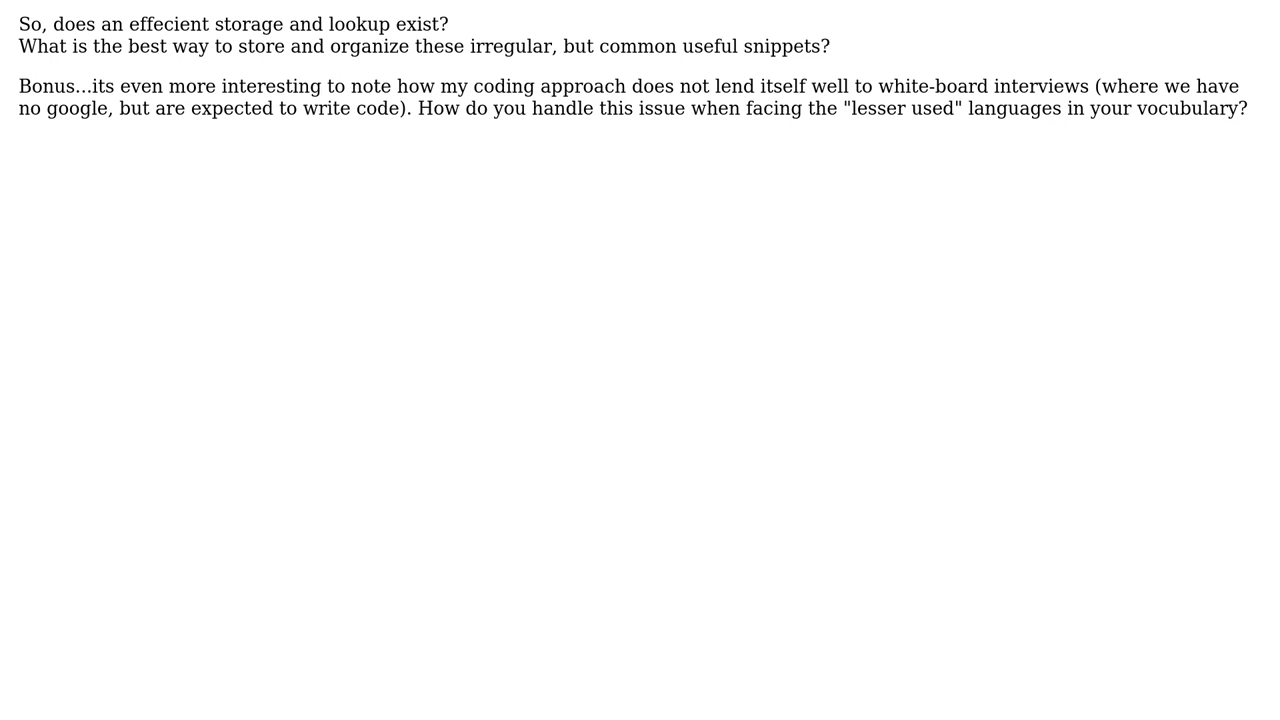 So, does an effecient storage and lookup exist?
What is the best way to store and organize these irregular, but common useful snippets?
Bonus...its even more interesting to note how my coding approach does not lend itself well to white-board interviews (where we have
no google, but are expected to write code). How do you handle this issue when facing the "lesser used" languages in your vocubulary?